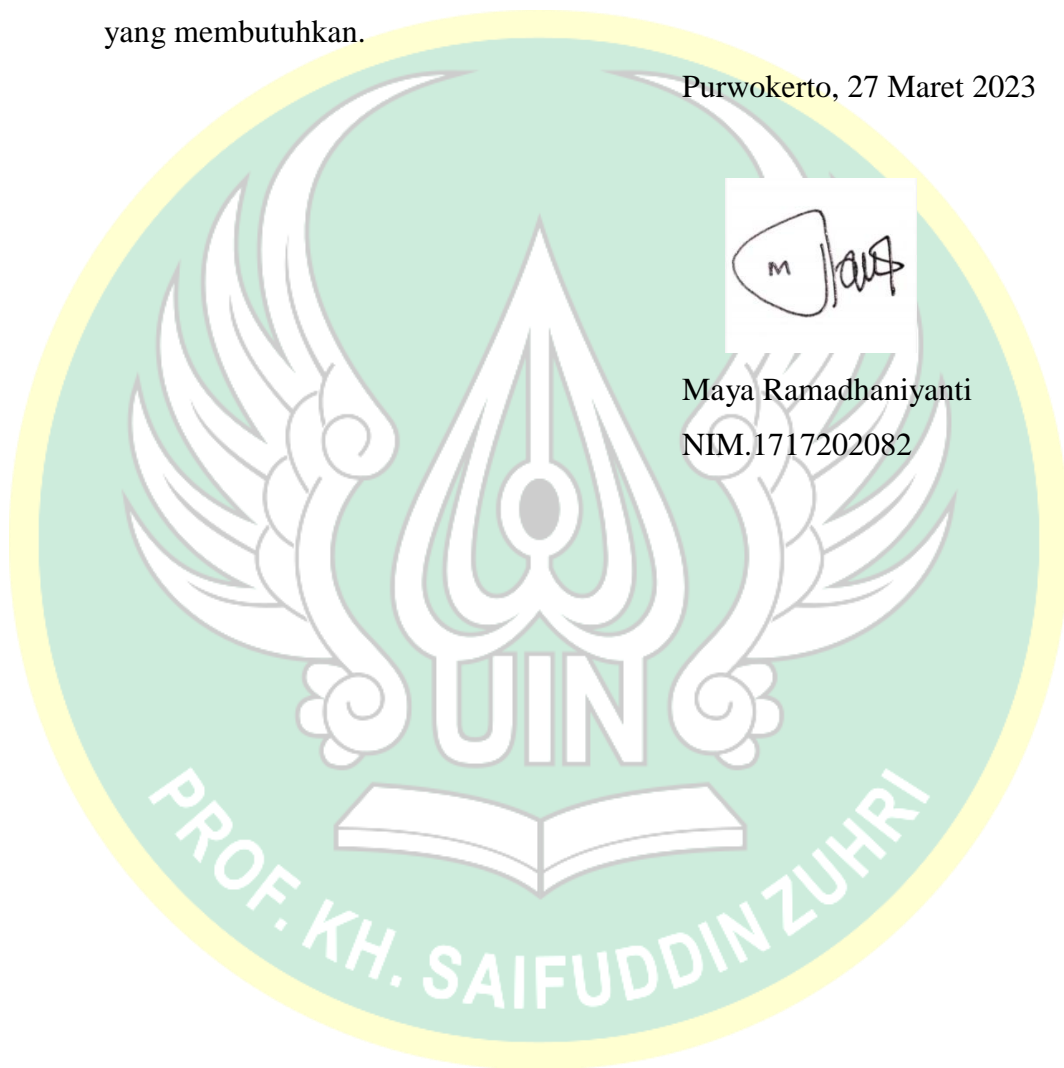 yang membutuhkan.
Purwokerto, 27 Maret 2023
M
Maya Ramadhaniyanti
NIM.1717202082
UIN
PROF. KH. SAIFUDDIN ZUHRI